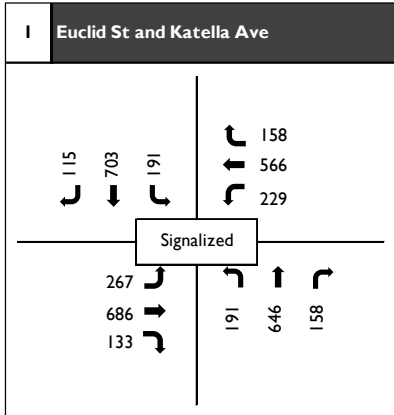 1 Euclid St and Katella Ave
115 703 191
158
566
229
Signalized
267
686
133
191 646 158